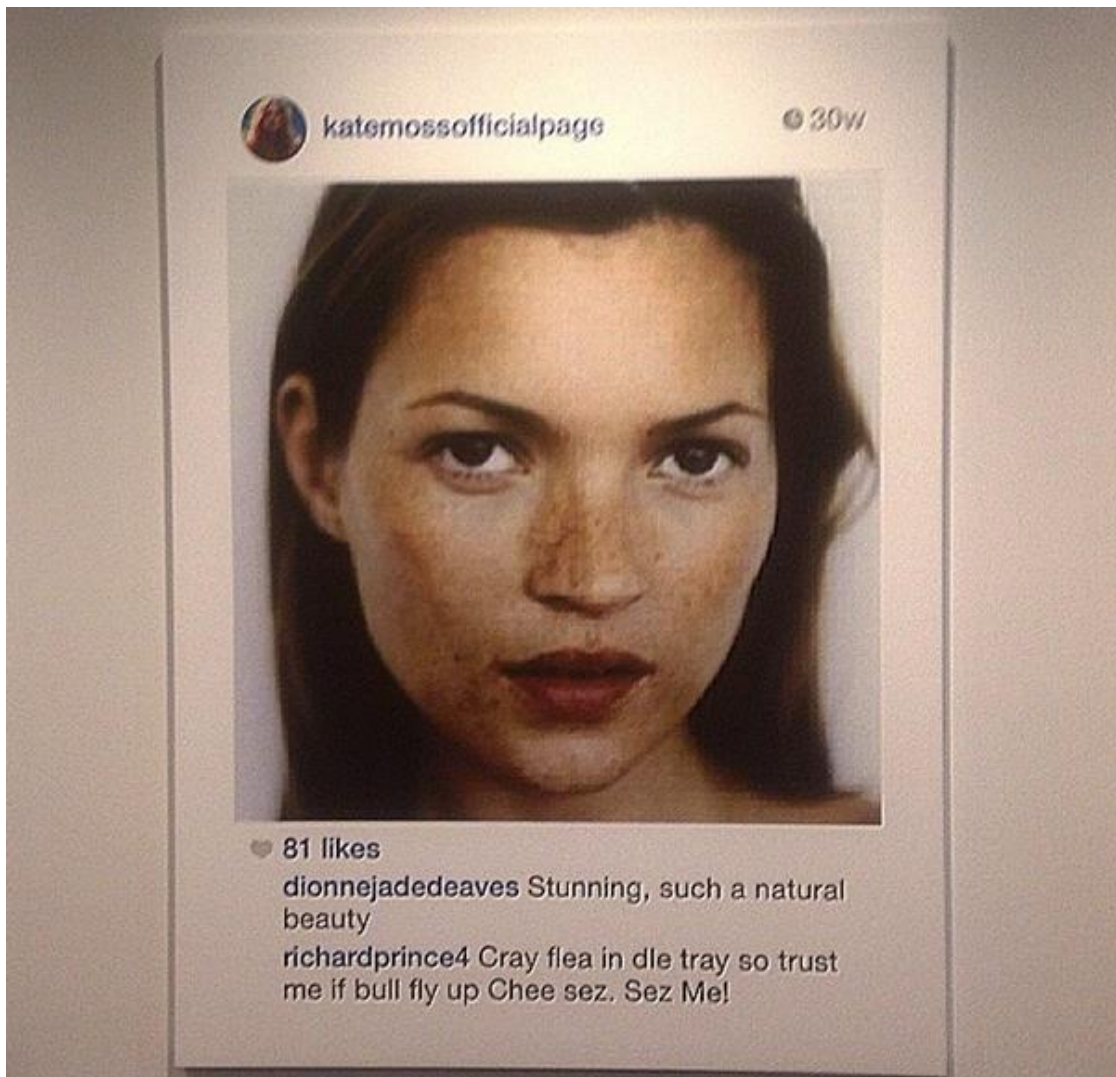 katemossofficialpage
30w
81 likes
dionnejadedeaves Stunning, such a natural
beauty
richardprince4 Cray flea in dle tray so trust
me if bull fly up Chee sez. Sez Me!